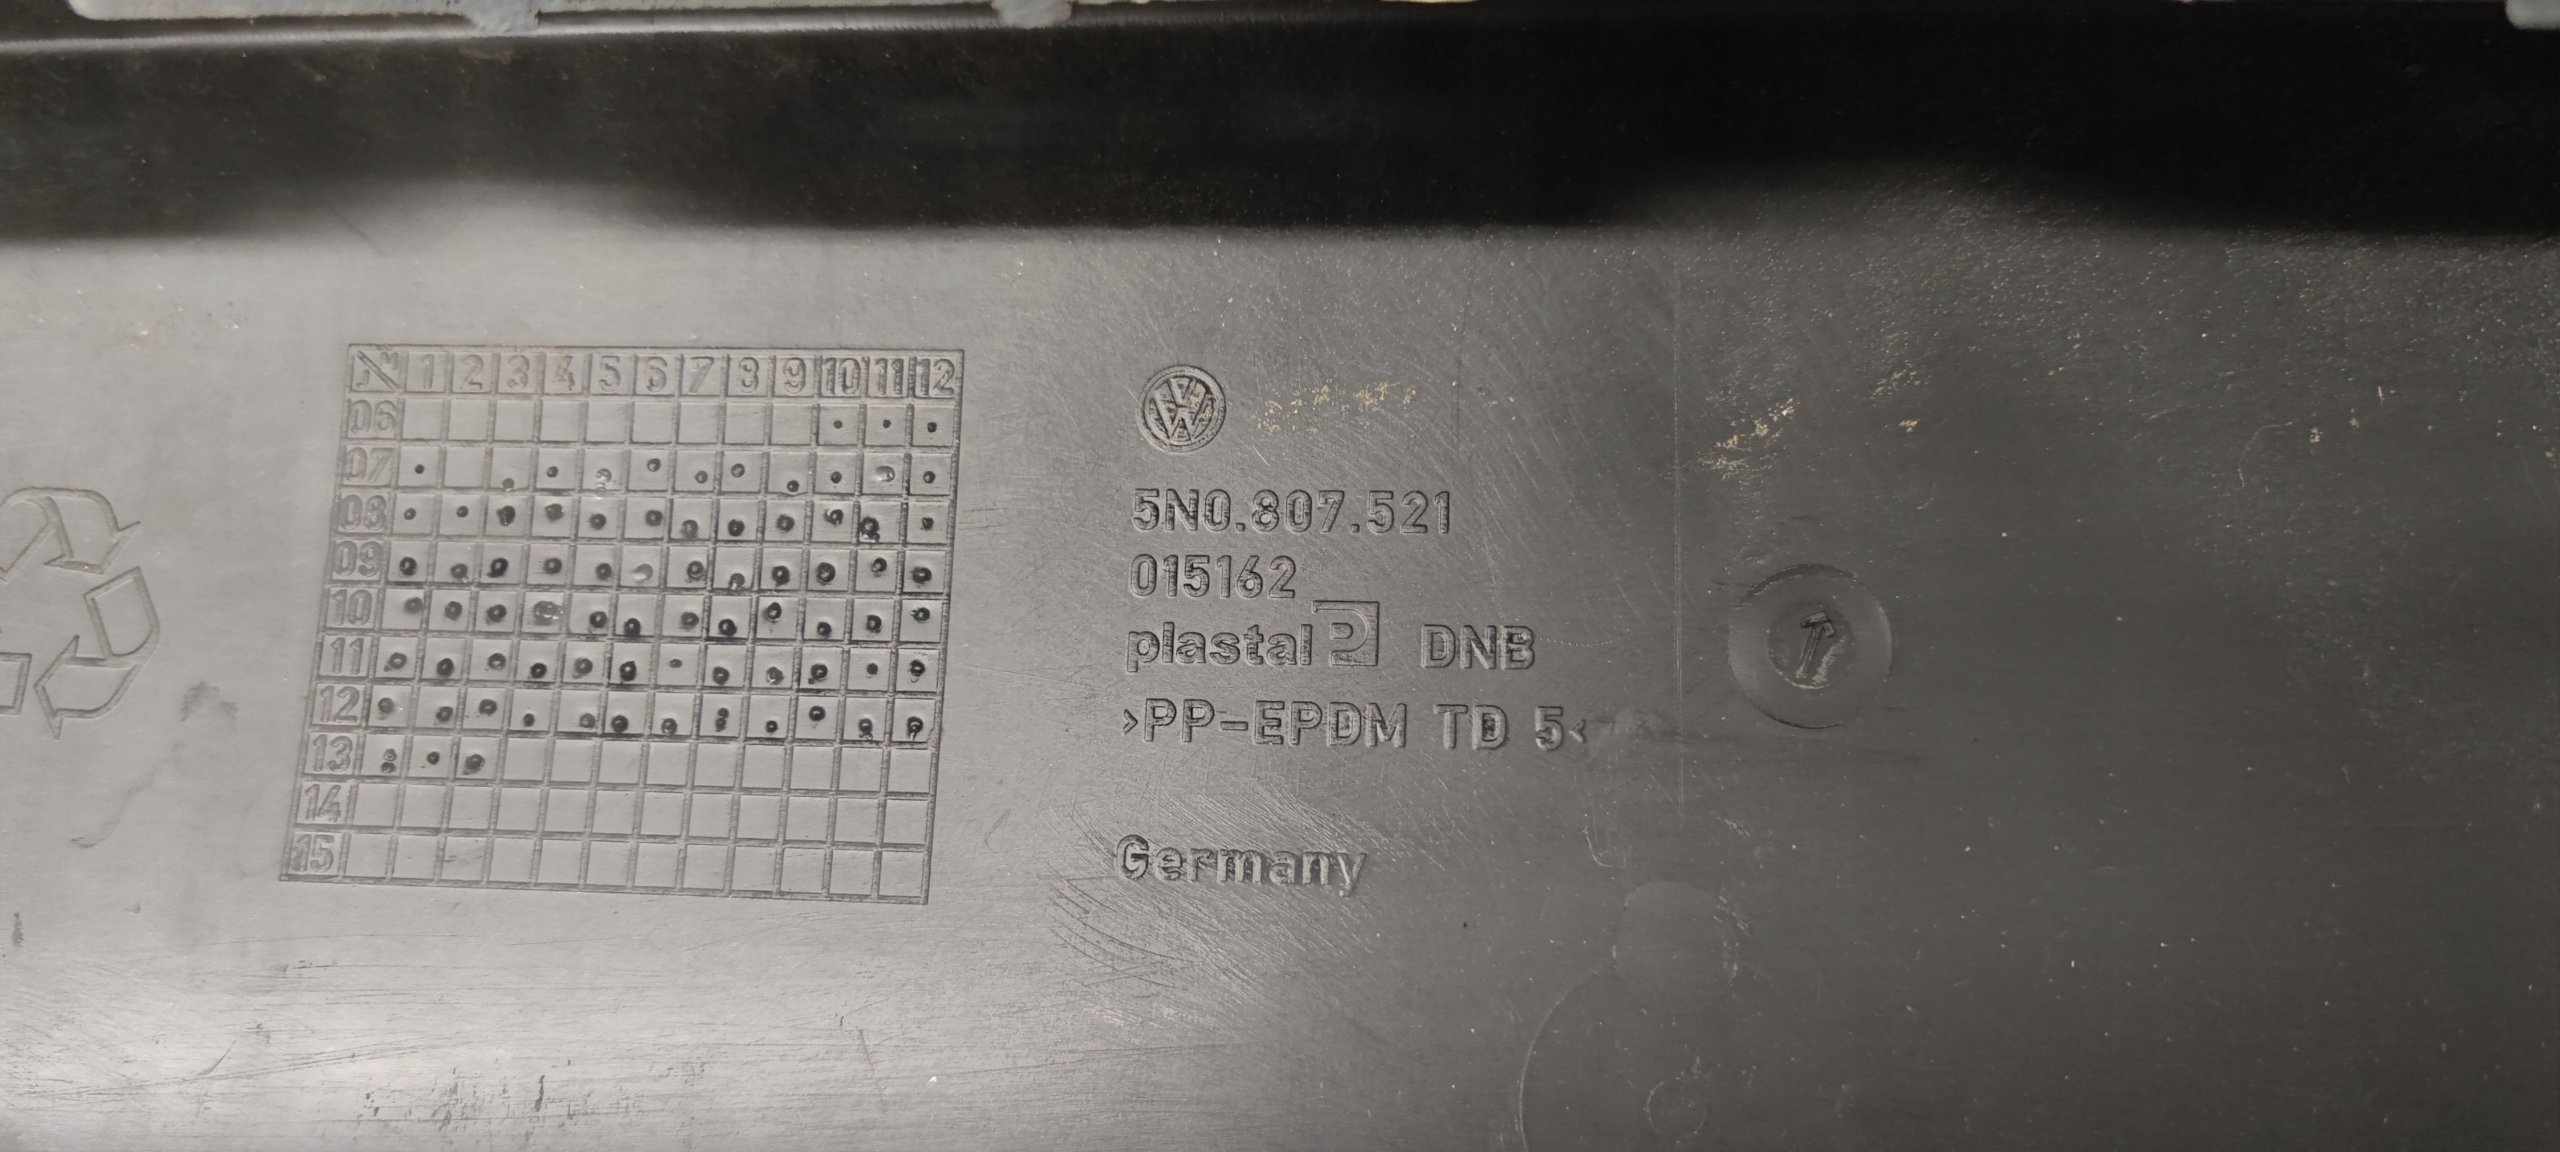 M 1 2 3 4 5 6 7 8 9 10 11 12
J
06
07
08
09
10
11
12
13
14
15
VW
5N0.807.521
015162
plastal P DNB
>PP-EPDM TD 5<
Germany